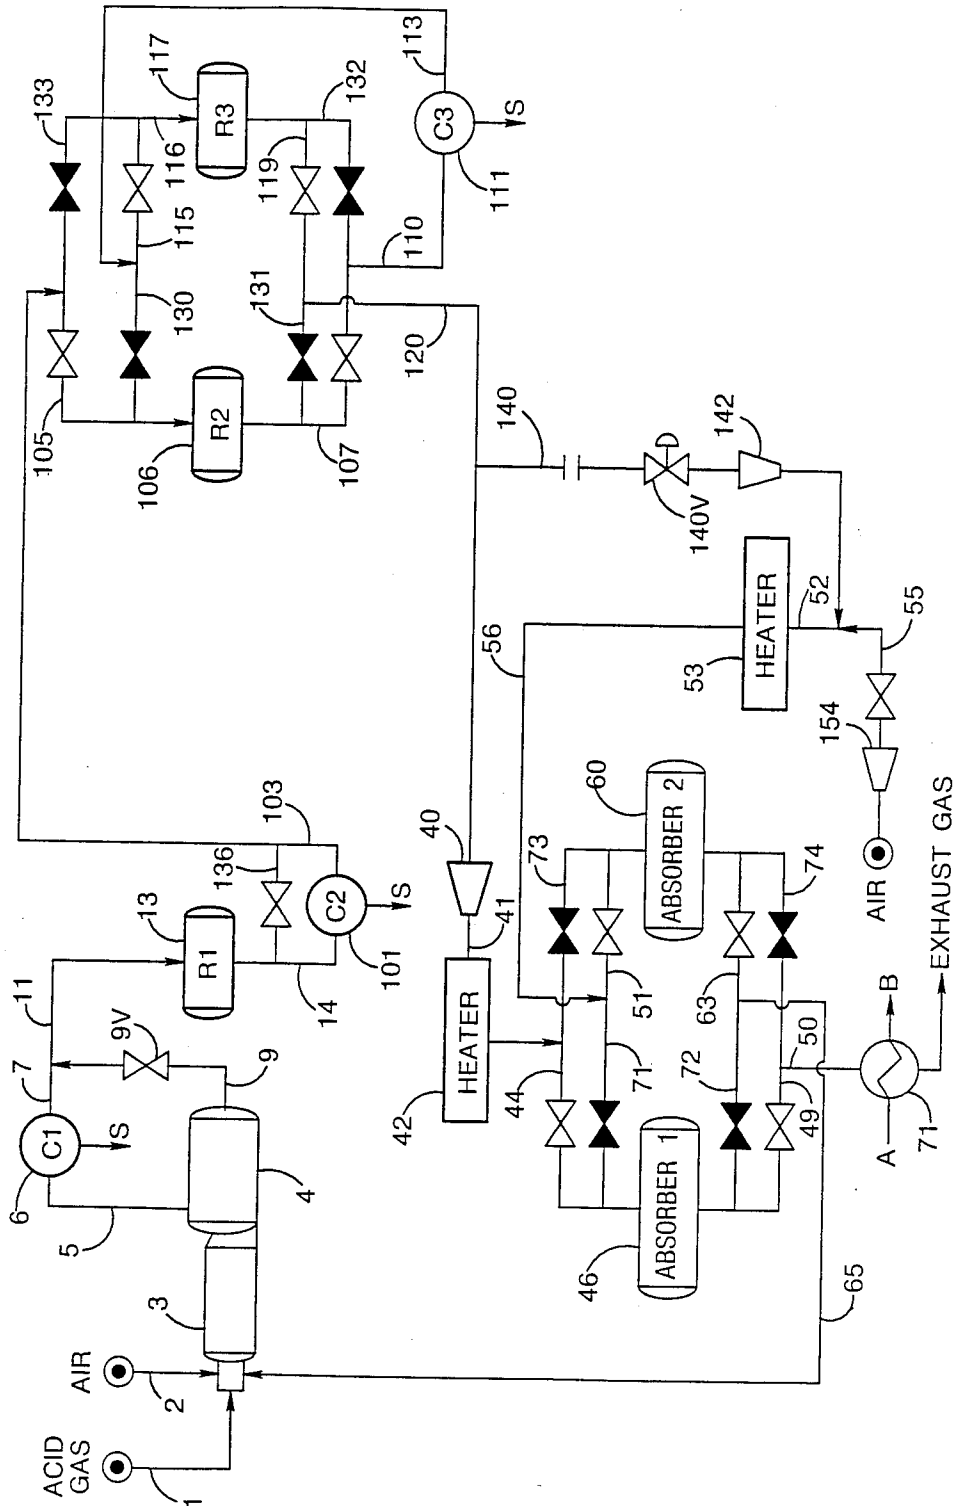 ACID
GAS
1
AIR
2
3
4
5
6
C1
S
7
9
9V
11
13
R1
14
C2
101
S
136
103
105
106
R2
107
133
130
115
116
117
R3
131
119
132
110
120
C3
111
113
S
140
140V
142
40
41
42
HEATER
44
46
ABSORBER 1
71
72
49
50
51
63
73
74
60
ABSORBER 2
56
53
HEATER
52
55
154
AIR
A
B
71
EXHAUST GAS
65